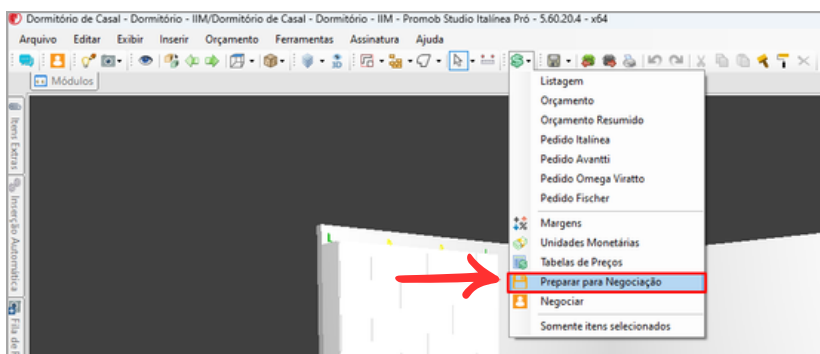 Dormitório de Casal - Dormitório - IIM/Dormitório de Casal - Dormitório - IIM - Promob Studio Italínea Pró - 5.60.20.4 - x64
Arquivo Editar Exibir Inserir Orçamento Ferramentas Assinatura Ajuda
Módulos
Itens Extras
Inserção Automática
Fila de
Listagem
Orçamento
Orçamento Resumido
Pedido Italínea
Pedido Avantti
Pedido Omega Viratto
Pedido Fischer
Margens
Unidades Monetárias
Tabelas de Preços
Preparar para Negociação
Negociar
Somente itens selecionados